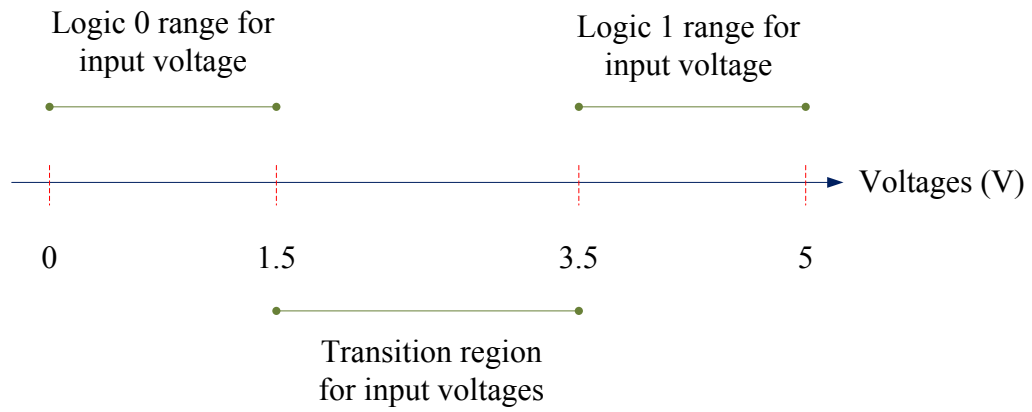 Logic 0 range for
input voltage
Logic 1 range for
input voltage
Voltages (V)
0
1.5
3.5
5
Transition region
for input voltages